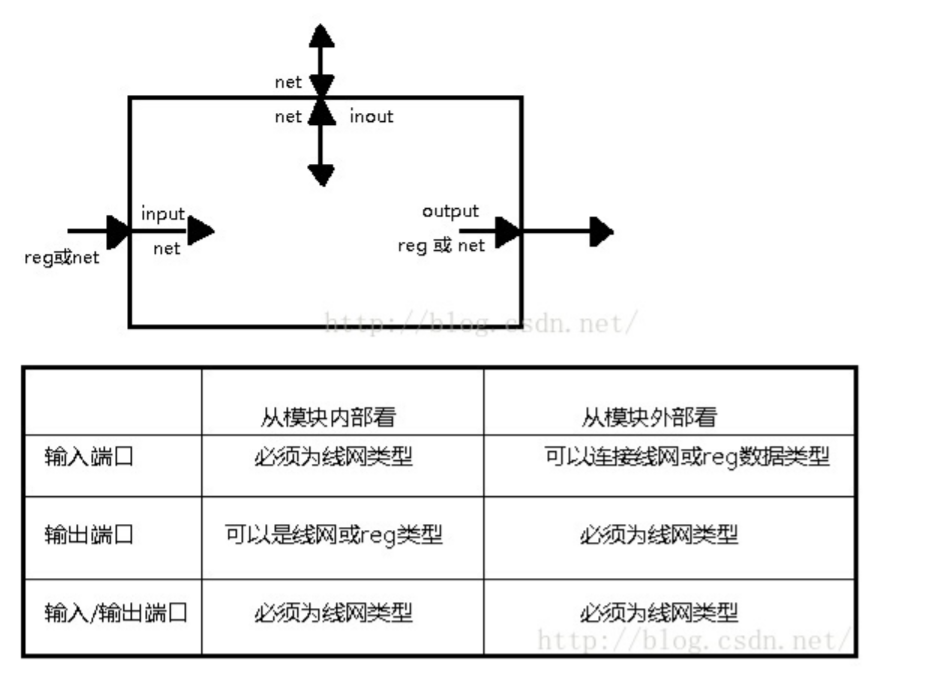 net
net
inout
input
net
reg或net
output
reg 或 net
http://blog.csdn.net/
从模块内部看
从模块外部看
输入端口
必须为线网类型
可以连接线网或reg数据类型
输出端口
可以是线网或reg类型
必须为线网类型
输入/输出端口
必须为线网类型
必须为线网类型
http://blog.csdn.net/